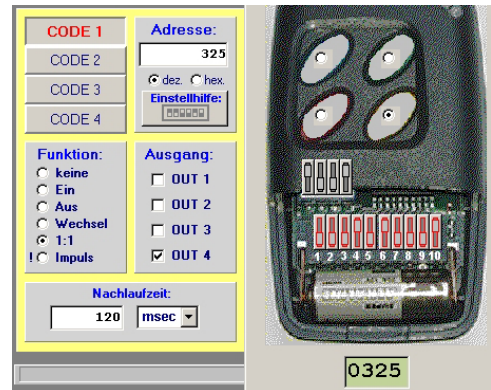 CODE 1
CODE 2
CODE 3
CODE 4
Adresse:
325
dez. hex.
Einstellhilfe:
Funktion:
keine
Ein
Aus
Wechsel
1:1
! Impuls
Ausgang:
OUT 1
OUT 2
OUT 3
OUT 4
Nachlaufzeit:
120 msec
1 2 3 4 5 6 7 8 9 10
0325